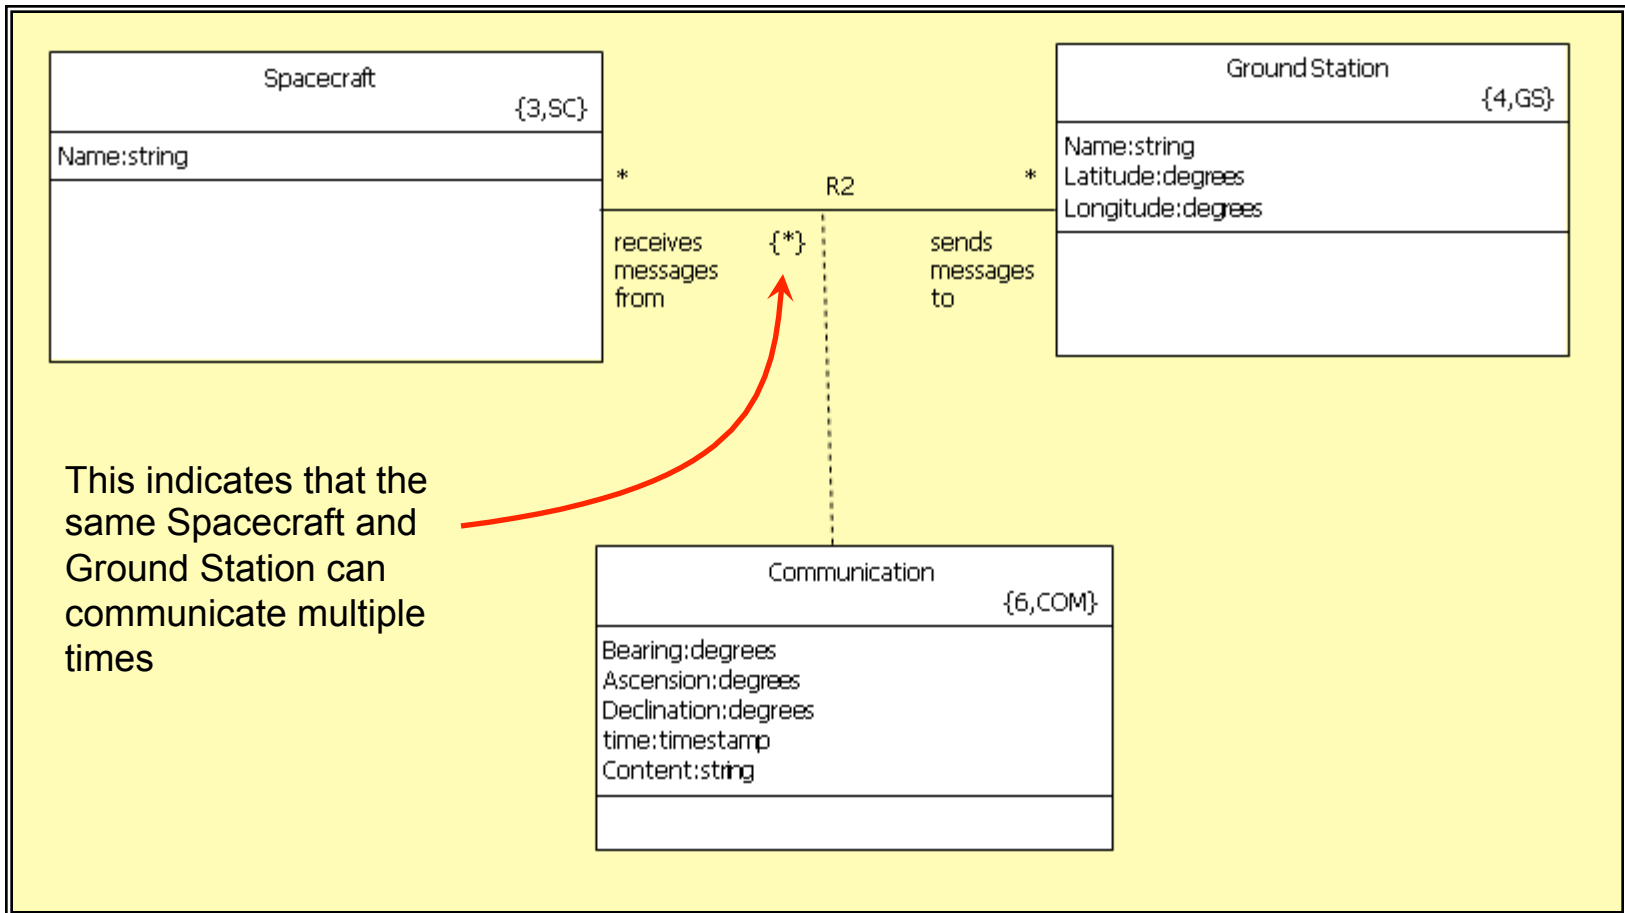 Spacecraft
{3,SC}
Name:string
Ground Station
{4,GS}
Name:string
Latitude:degrees
Longitude:degrees
*
R2
*
receives
messages
from
{*}
sends
messages
to
This indicates that the
same Spacecraft and
Ground Station can
communicate multiple
times
Communication
{6,COM}
Bearing:degrees
Ascension:degrees
Declination:degrees
time:timestamp
Content:string